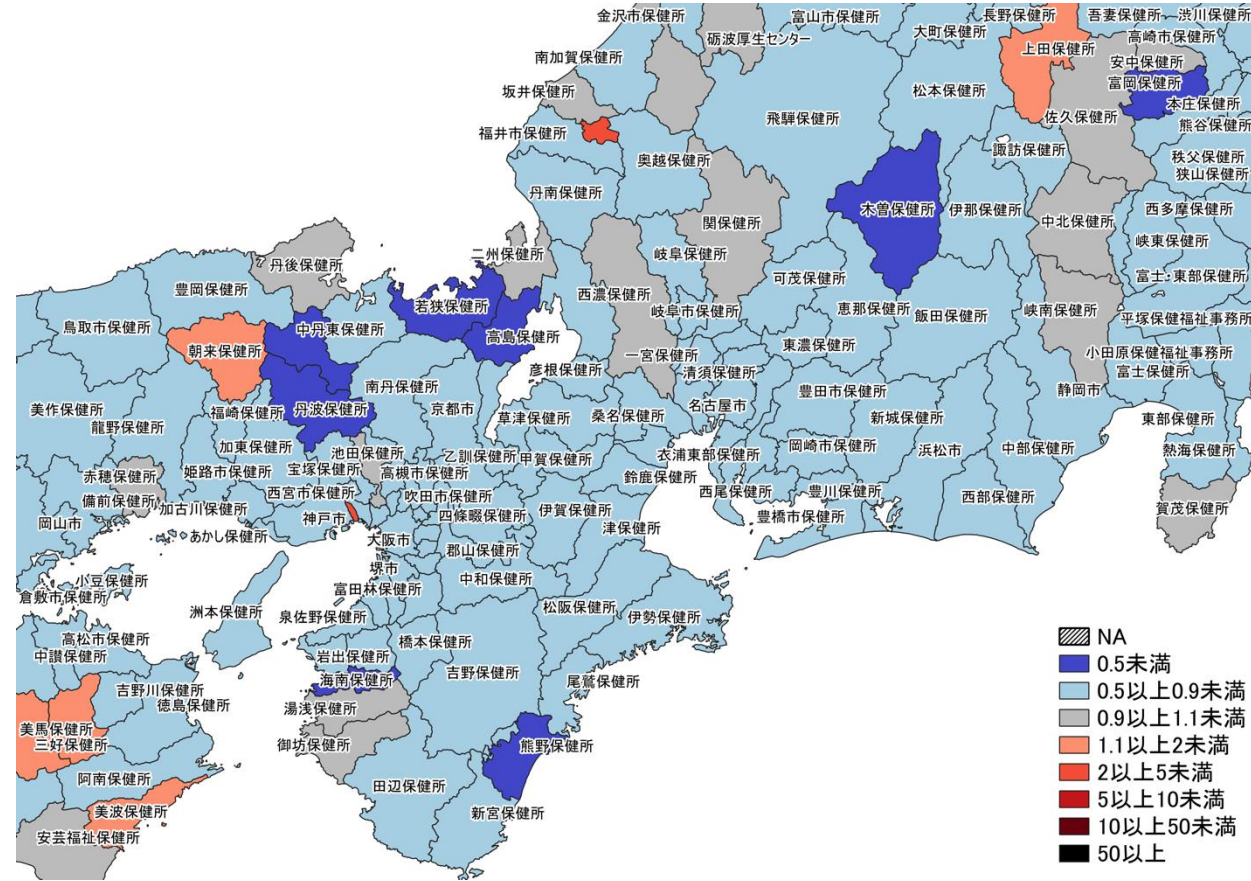 金沢市保健所
富山市保健所
長野保健所
吾妻保健所
渋川保健所
砺波厚生センター
大町保健所
高崎市保健所
南加賀保健所
上田保健所
安中保健所
坂井保健所
松本保健所
富岡保健所
本庄保健所
佐久保健所
飛騨保健所
熊谷保健所
福井市保健所
諏訪保健所
奥越保健所
秩父保健所
狭山保健所
丹南保健所
木曽保健所
伊那保健所
中北保健所
西多摩保健所
関保健所
峡東保健所
二州保健所
岐阜保健所
丹後保健所
可茂保健所
富士・東部保健所
豊岡保健所
西濃保健所
若狭保健所
恵那保健所
岐阜市保健所
飯田保健所
峡南保健所
平塚保健福祉事務所
鳥取市保健所
中丹東保健所
高島保健所
東濃保健所
朝来保健所
一宮保健所
小田原保健福祉事務所
彦根保健所
清須保健所
富士保健所
南丹保健所
豊田市保健所
静岡市
美作保健所
福崎保健所
丹波保健所
京都市
名古屋市
草津保健所
桑名保健所
新城保健所
東部保健所
龍野保健所
加東保健所
池田保健所
乙訓保健所
甲賀保健所
衣浦東部保健所
岡崎市保健所
浜松市
中部保健所
熱海保健所
赤穂保健所
姫路市保健所
宝塚保健所
高槻市保健所
鈴鹿保健所
備前保健所
西宮市保健所
吹田市保健所
西尾保健所
豊川保健所
西部保健所
賀茂保健所
加古川保健所
伊賀保健所
岡山市
神戸市
四條畷保健所
豊橋市保健所
津保健所
あかし保健所
大阪市
郡山保健所
堺市
小豆保健所
中和保健所
倉敷市保健所
富田林保健所
洲本保健所
泉佐野保健所
松阪保健所
伊勢保健所
高松市保健所
橋本保健所
中讃保健所
岩出保健所
吉野保健所
海南保健所
尾鷲保健所
吉野川保健所
徳島保健所
湯浅保健所
美馬保健所
三好保健所
御坊保健所
熊野保健所
阿南保健所
田辺保健所
美波保健所
新宮保健所
安芸福祉保健所
NA
0.5未満
0.5以上0.9未満
0.9以上1.1未満
1.1以上2未満
2以上5未満
5以上10未満
10以上50未満
50以上